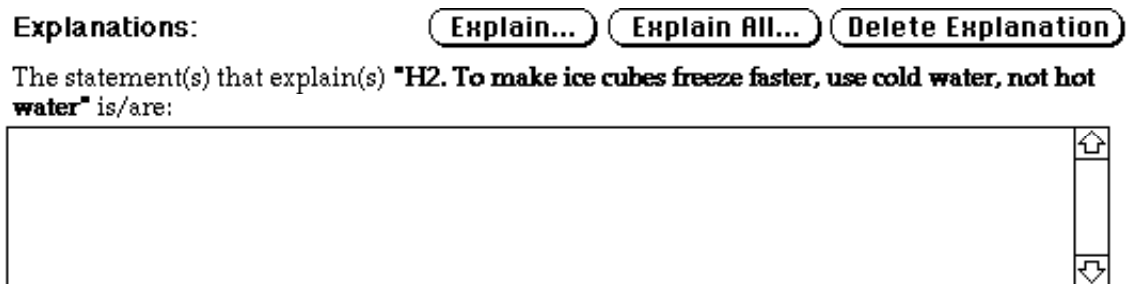 Explanations: Explain... Explain All... Delete Explanation
The statement(s) that explain(s) "H2. To make ice cubes freeze faster, use cold water, not hot
water" is/are: